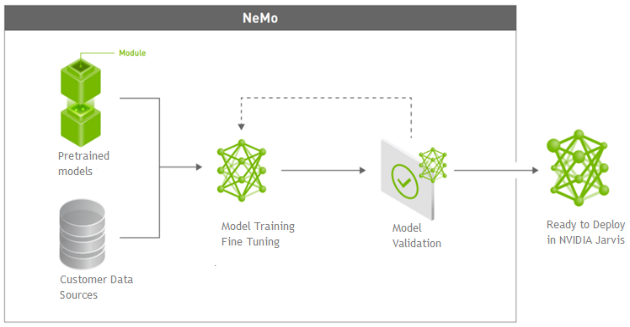 NeMo
Module
Pretrained
models
Customer Data
Sources
Model Training
Fine Tuning
Model
Validation
Ready to Deploy
in NVIDIA Jarvis